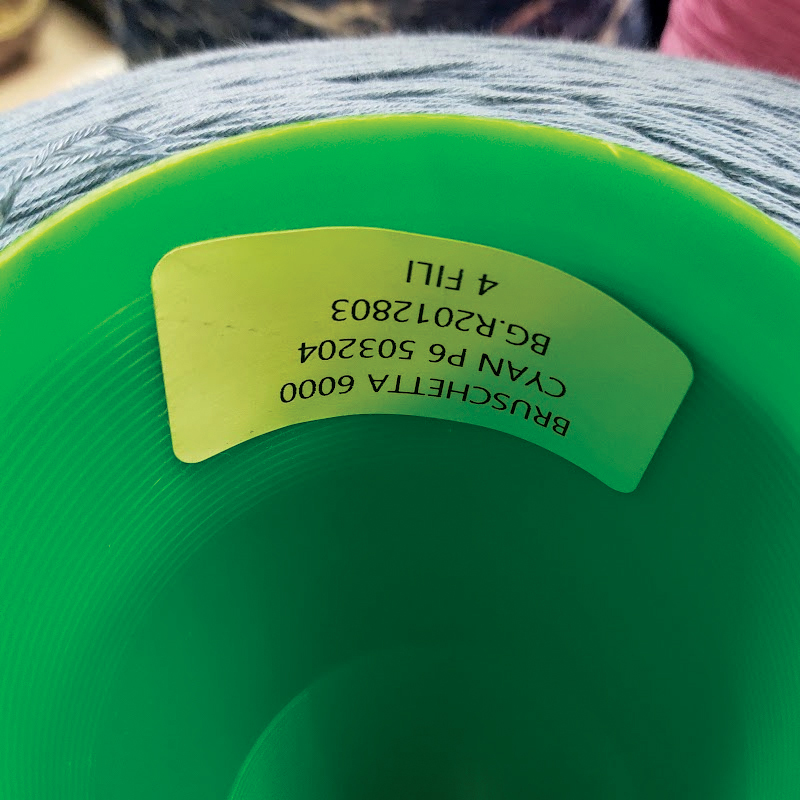 BRUSCHETTA 6000
CYAN P6 503204
BG.R2012803
4 FILI